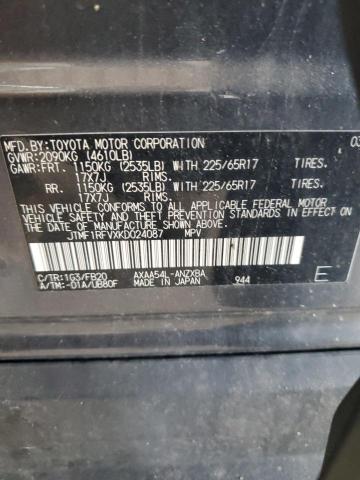 MFD.BY:TOYOTA MOTOR CORPORATION 03
GVWR:2090KG (4610LB)
GAWR:FRT. 1150KG (2535LB) WITH 225/65R17 TIRES.
17X7J RIMS.
RR. 1150KG (2535LB) WITH 225/65R17 TIRES.
17X7J RIMS.
THIS VEHICLE CONFORMS TO ALL APPLICABLE FEDERAL MOTOR
VEHICLE SAFETY, AND THEFT PREVENTION STANDARDS IN EFFECT
ON THE DATE OF MANUFACTURE SHOWN ABOVE.
JTMF1RFVXKD024087 MPV
C/TR:1G3/FB20 AXAA54L-ANZXBA
A/TM:-01A/UB80F MADE IN JAPAN 944 E